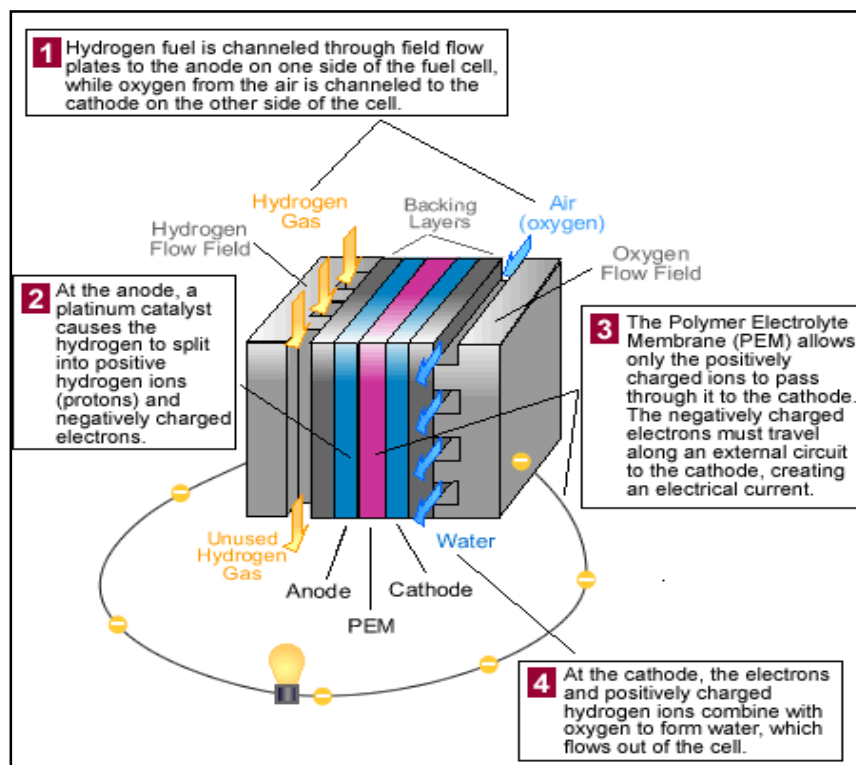 1 Hydrogen fuel is channeled through field flow
plates to the anode on one side of the fuel cell,
while oxygen from the air is channeled to the
cathode on the other side of the cell.
Hydrogen
Gas
Hydrogen
Flow Field
Backing
Layers
Air
(oxygen)
Oxygen
Flow Field
2 At the anode, a
platinum catalyst
causes the
hydrogen to split
into positive
hydrogen ions
(protons) and
negatively charged
electrons.
3 The Polymer Electrolyte
Membrane (PEM) allows
only the positively
charged ions to pass
through it to the cathode.
The negatively charged
electrons must travel
along an external circuit
to the cathode, creating
an electrical current.
Unused
Hydrogen
Gas
Water
Anode
Cathode
PEM
4 At the cathode, the electrons
and positively charged
hydrogen ions combine with
oxygen to form water, which
flows out of the cell.